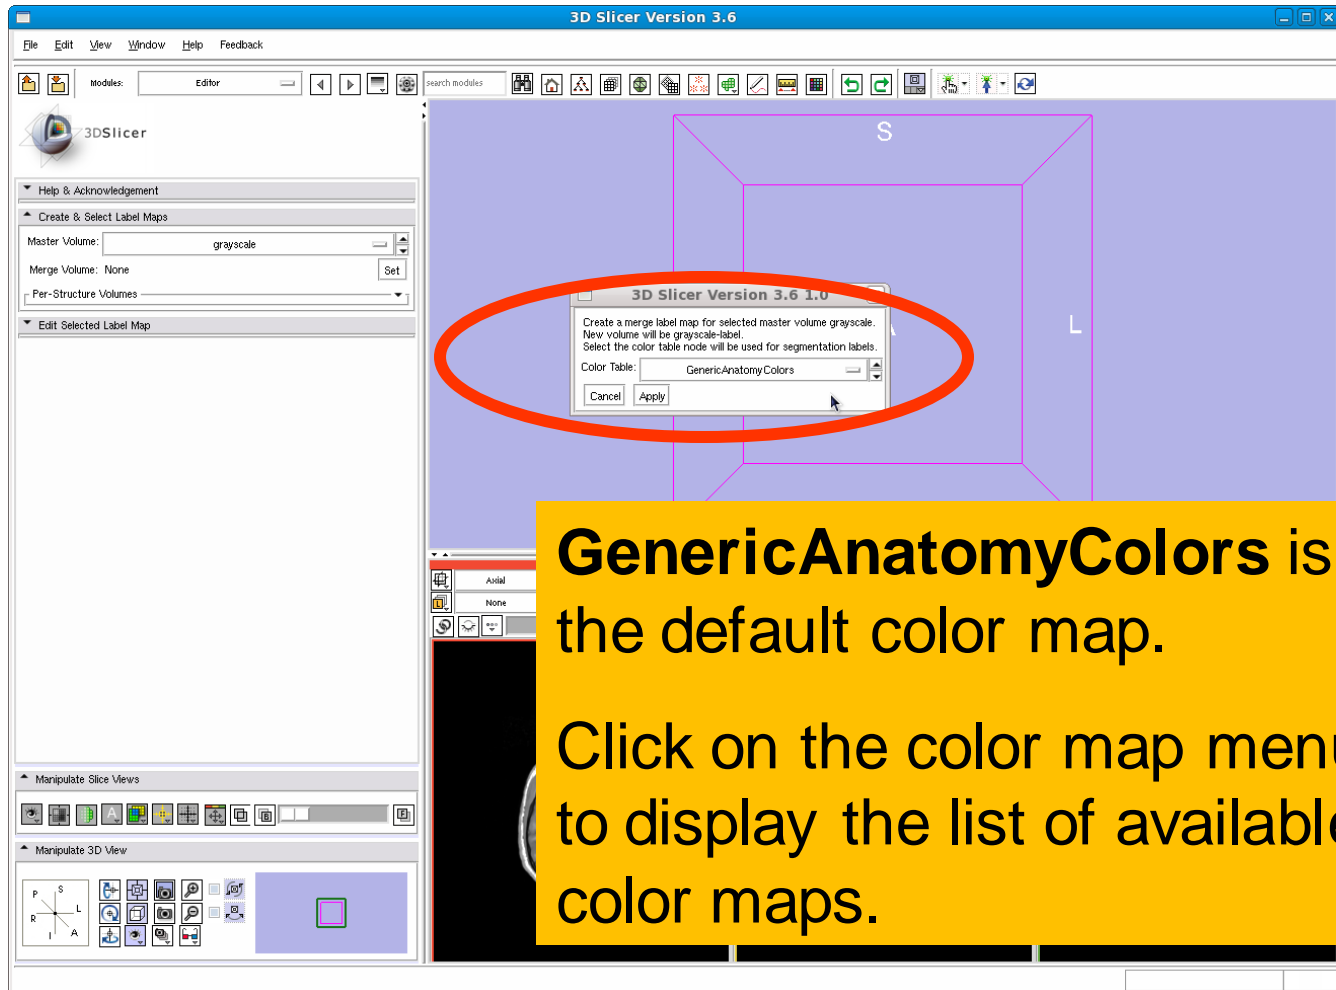 3D Slicer Version 3.6
File Edit View Window Help Feedback
Modules: Editor search modules
3DSlicer
Help & Acknowledgement
Create & Select Label Maps
Master Volume: grayscale
Merge Volume: None Set
Per-Structure Volumes
Edit Selected Label Map
S
L
3D Slicer Version 3.6 1.0
Create a merge label map for selected master volume grayscale.
New volume will be grayscale-label.
Select the color table node will be used for segmentation labels.
Color Table: GenericAnatomyColors
Cancel Apply
Axial
None
GenericAnatomyColors is
the default color map.
Click on the color map menu
to display the list of available
color maps.
Manipulate Slice Views
Manipulate 3D View
P S
R L
I A